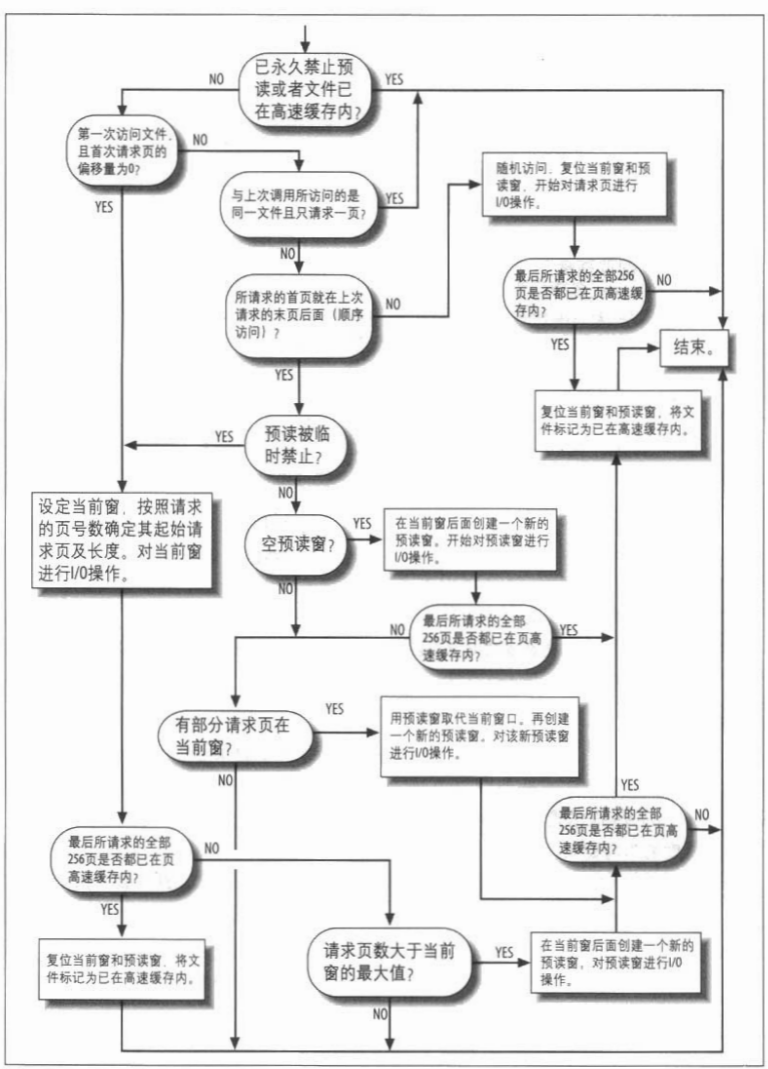 已永久禁止预
读或者文件已
在高速缓存内?
NO
YES
第一次访问文件,
且首次请求页的
偏移量为0?
NO
YES
与上次调用所访问的是
同一文件且只请求一页?
YES
NO
随机访问,复位当前窗和预
读窗,开始对请求页进行
I/O操作。
所请求的首页就在上次
请求的末页后面(顺序
访问)?
NO
YES
最后所请求的全部256
页是否都已在页高速缓
存内?
NO
YES
结束。
复位当前窗和预读窗,将文
件标记为已在高速缓存内。
预读被临
时禁止?
YES
NO
设定当前窗,按照请求
的页号数确定其起始请
求页及长度。对当前窗
进行I/O操作。
空预读窗?
YES
NO
在当前窗后面创建一个新的
预读窗。开始对预读窗进行
I/O操作。
最后所请求的全部
256页是否都已在页高
速缓存内?
NO
YES
有部分请求页在
当前窗?
YES
NO
用预读窗取代当前窗口。再创建
一个新的预读窗。对该新预读窗
进行I/O操作。
YES
最后所请求的全部
256页是否都已在页高
速缓存内?
NO
最后所请求的全部
256页是否都已在页
高速缓存内?
NO
YES
复位当前窗和预读窗,将文
件标记为已在高速缓存内。
请求页数大于当前
窗的最大值?
YES
NO
在当前窗后面创建一个新的
预读窗,对预读窗进行I/O
操作。